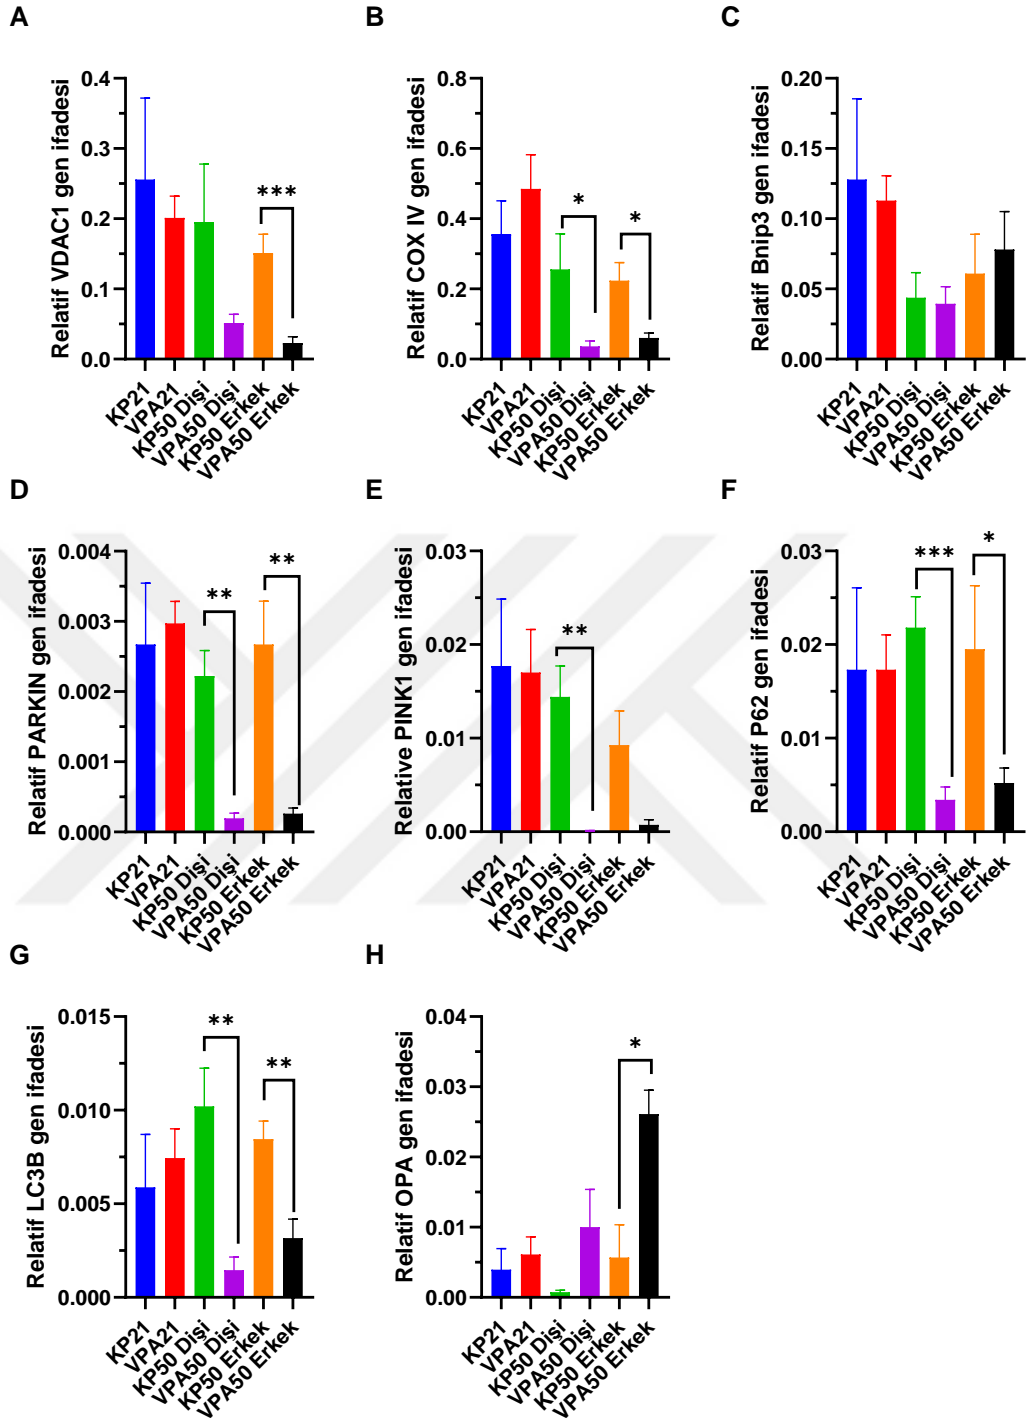 A
Relatif VDAC1 gen ifadesi
0.4
0.3
0.2
0.1
0.0
***
KP21
VPA21
KP50 Dişi
VPA50 Dişi
KP50 Erkek
VPA50 Erkek
B
Relatif COX IV gen ifadesi
0.8
0.6
0.4
0.2
0.0
*
*
KP21
VPA21
KP50 Dişi
VPA50 Dişi
KP50 Erkek
VPA50 Erkek
C
Relatif Bnip3 gen ifadesi
0.20
0.15
0.10
0.05
0.00
KP21
VPA21
KP50 Dişi
VPA50 Dişi
KP50 Erkek
VPA50 Erkek
D
Relatif PARKIN gen ifadesi
0.004
0.003
0.002
0.001
0.000
**
**
KP21
VPA21
KP50 Dişi
VPA50 Dişi
KP50 Erkek
VPA50 Erkek
E
Relative PINK1 gen ifadesi
0.03
0.02
0.01
0.00
**
KP21
VPA21
KP50 Dişi
VPA50 Dişi
KP50 Erkek
VPA50 Erkek
F
Relatif P62 gen ifadesi
0.03
0.02
0.01
0.00
***
*
KP21
VPA21
KP50 Dişi
VPA50 Dişi
KP50 Erkek
VPA50 Erkek
G
Relatif LC3B gen ifadesi
0.015
0.010
0.005
0.000
**
**
KP21
VPA21
KP50 Dişi
VPA50 Dişi
KP50 Erkek
VPA50 Erkek
H
Relatif OPA gen ifadesi
0.04
0.03
0.02
0.01
0.00
*
KP21
VPA21
KP50 Dişi
VPA50 Dişi
KP50 Erkek
VPA50 Erkek